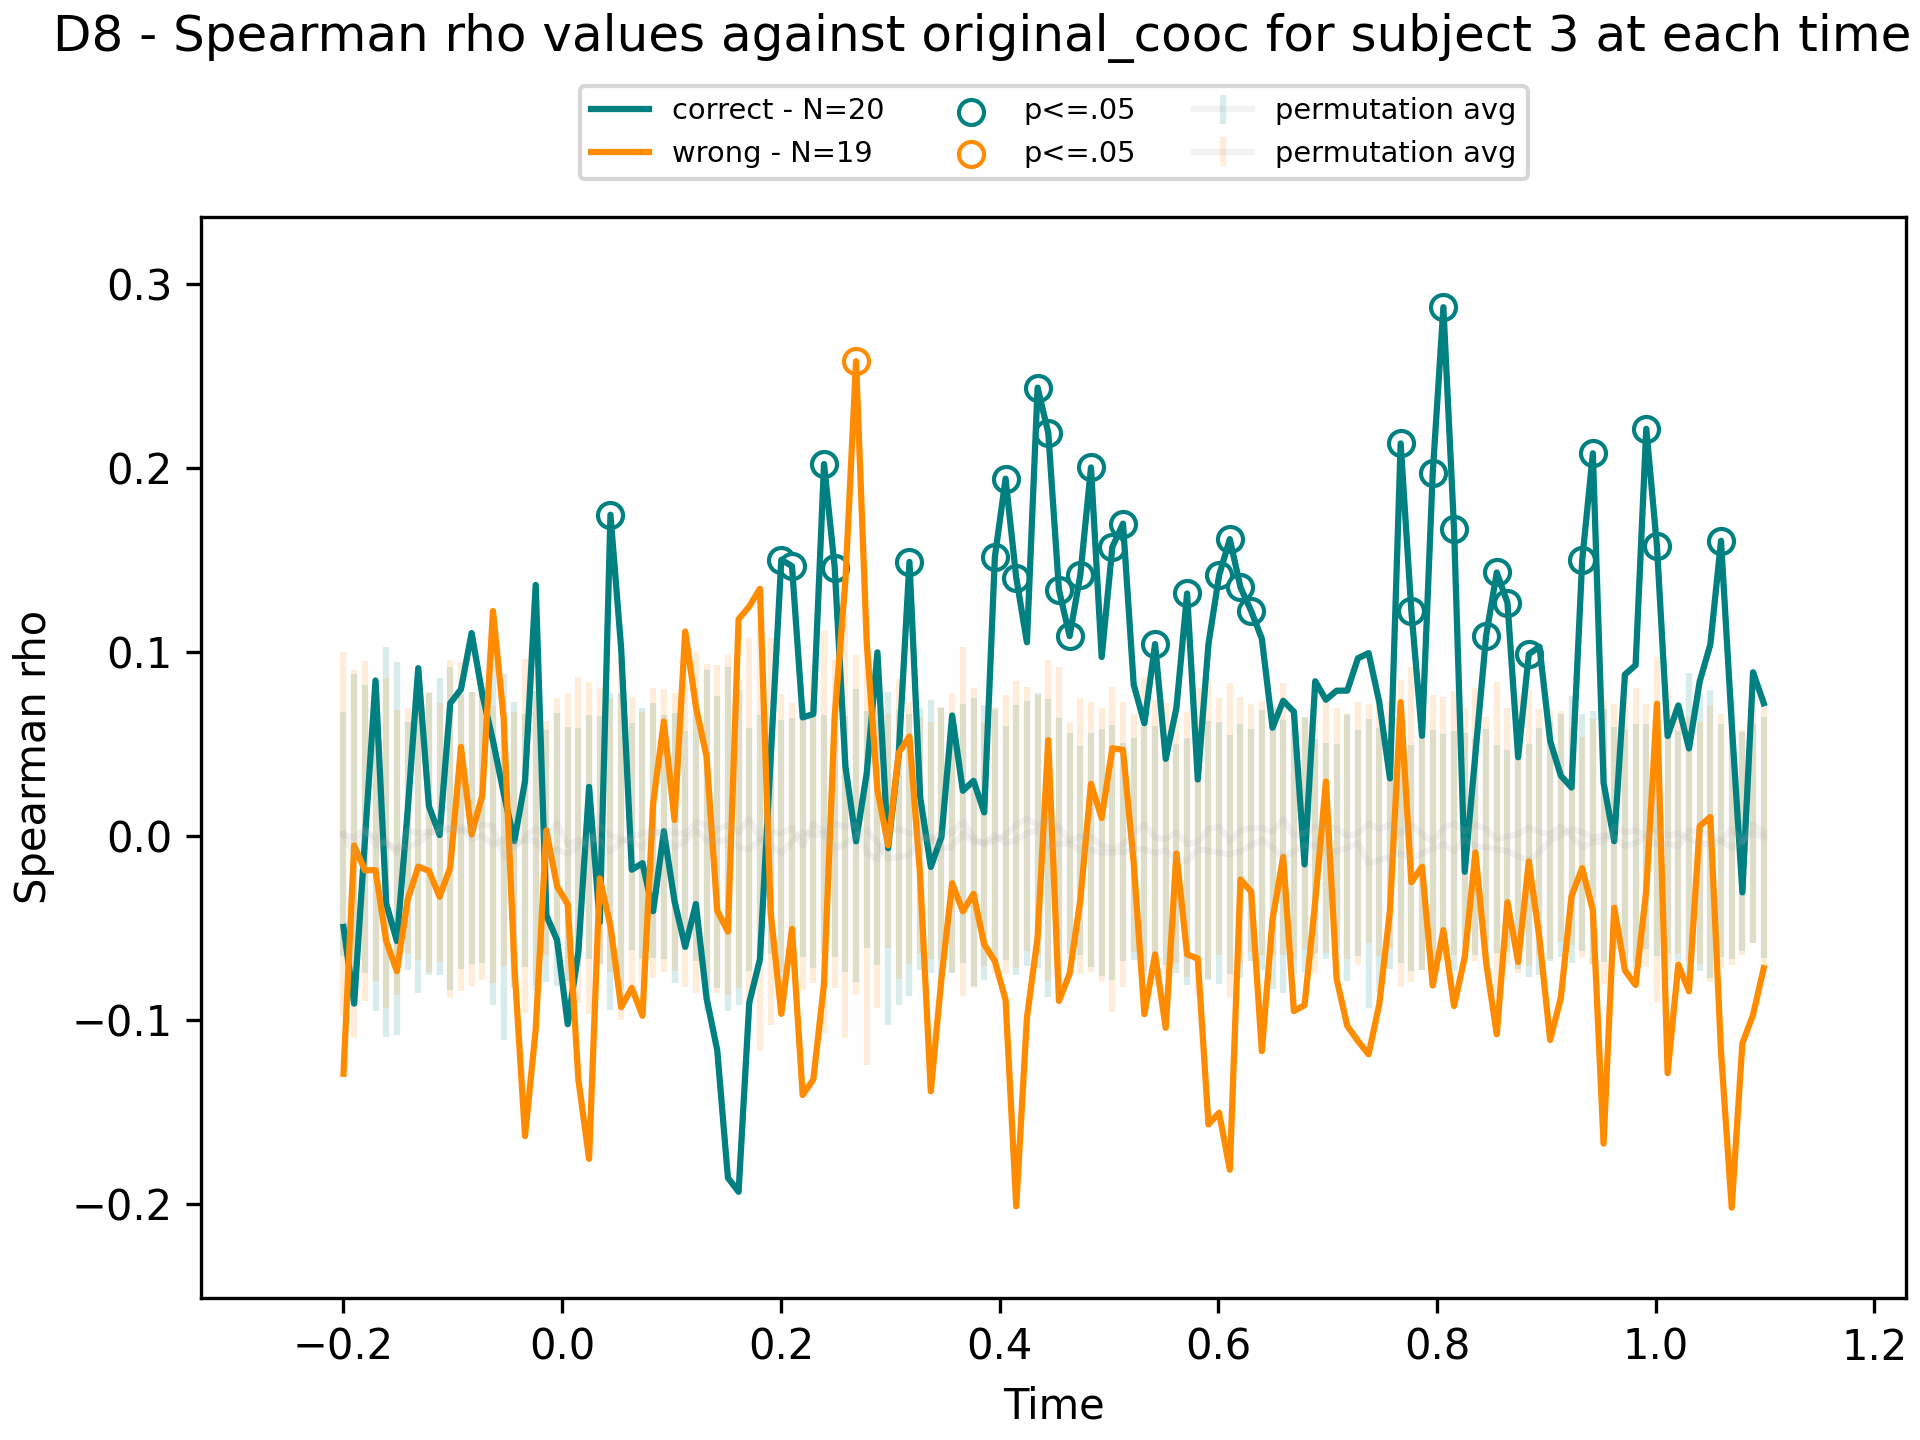 D8 - Spearman rho values against original_cooc for subject 3 at each time
correct - N=20
wrong - N=19
p<=.05
p<=.05
permutation avg
permutation avg
Spearman rho
0.3
0.2
0.1
0.0
−0.1
−0.2
−0.2
0.0
0.2
0.4
0.6
0.8
1.0
1.2
Time